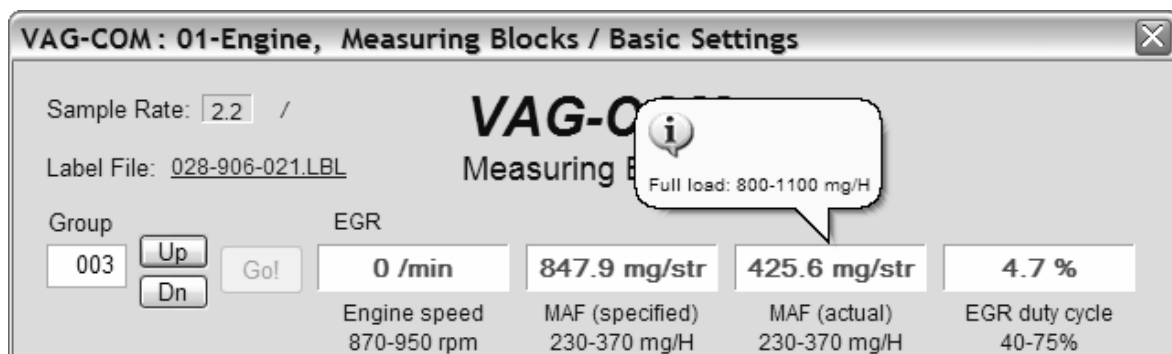 VAG-COM: 01-Engine, Measuring Blocks / Basic Settings
Sample Rate: 2.2 /
VAG-CO
Label File: 028-906-021.LBL
Measuring
Full load: 800-1100 mg/H
Group
EGR
003
Up
Dn
Go!
0 /min
847.9 mg/str
425.6 mg/str
4.7 %
Engine speed
MAF (specified)
MAF (actual)
EGR duty cycle
870-950 rpm
230-370 mg/H
230-370 mg/H
40-75%